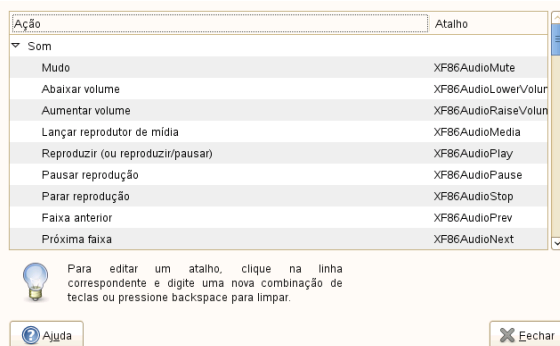 Ação Atalho
Som
Mudo XF86AudioMute
Abaixar volume XF86AudioLowerVolur
Aumentar volume XF86AudioRaiseVolun
Lançar reprodutor de mídia XF86AudioMedia
Reproduzir (ou reproduzir/pausar) XF86AudioPlay
Pausar reprodução XF86AudioPause
Parar reprodução XF86AudioStop
Faixa anterior XF86AudioPrev
Próxima faixa XF86AudioNext
Para editar um atalho, clique na linha
correspondente e digite uma nova combinação de
teclas ou pressione backspace para limpar.
Ajuda Fechar